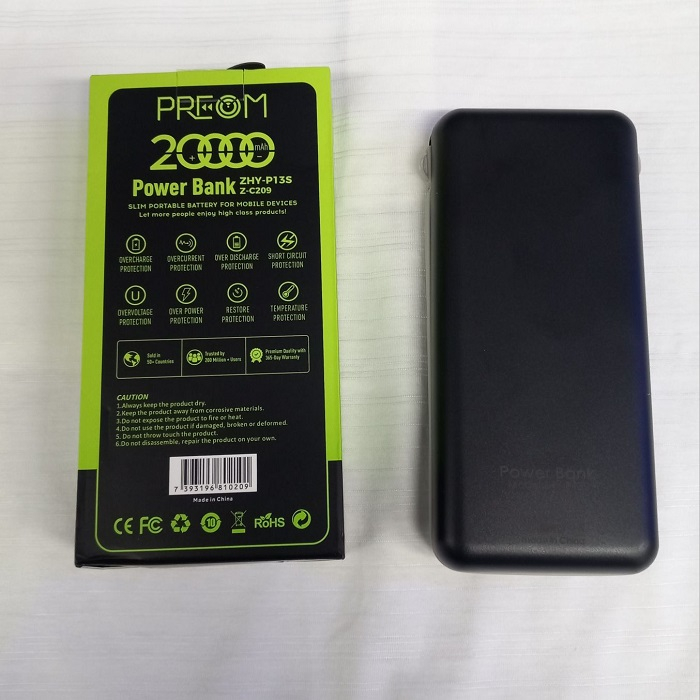 PREOM
20000 mAh
Power Bank ZHY-P13S
Z-C209
SLIM PORTABLE BATTERY FOR MOBILE DEVICES
Let more people enjoy high class products!
OVERCHARGE PROTECTION
OVERCURRENT PROTECTION
OVER DISCHARGE PROTECTION
SHORT CIRCUIT PROTECTION
OVERVOLTAGE PROTECTION
OVER POWER PROTECTION
RESTORE PROTECTION
TEMPERATURE PROTECTION
Sold in 50+ Countries
Trusted by 200 Million + Users
Premium Quality with 365-Day Warranty
CAUTION
1.Always keep the product dry.
2.Keep the product away from corrosive materials.
3.Do not expose the product to fire or heat.
4.Do not use the product if damaged, broken or deformed.
5. Do not throw touch the product.
6.Do not disassemble, repair the product on your own.
7 393196 810209
Made in China
CE FC 10 RoHS
Power Bank
Made in China